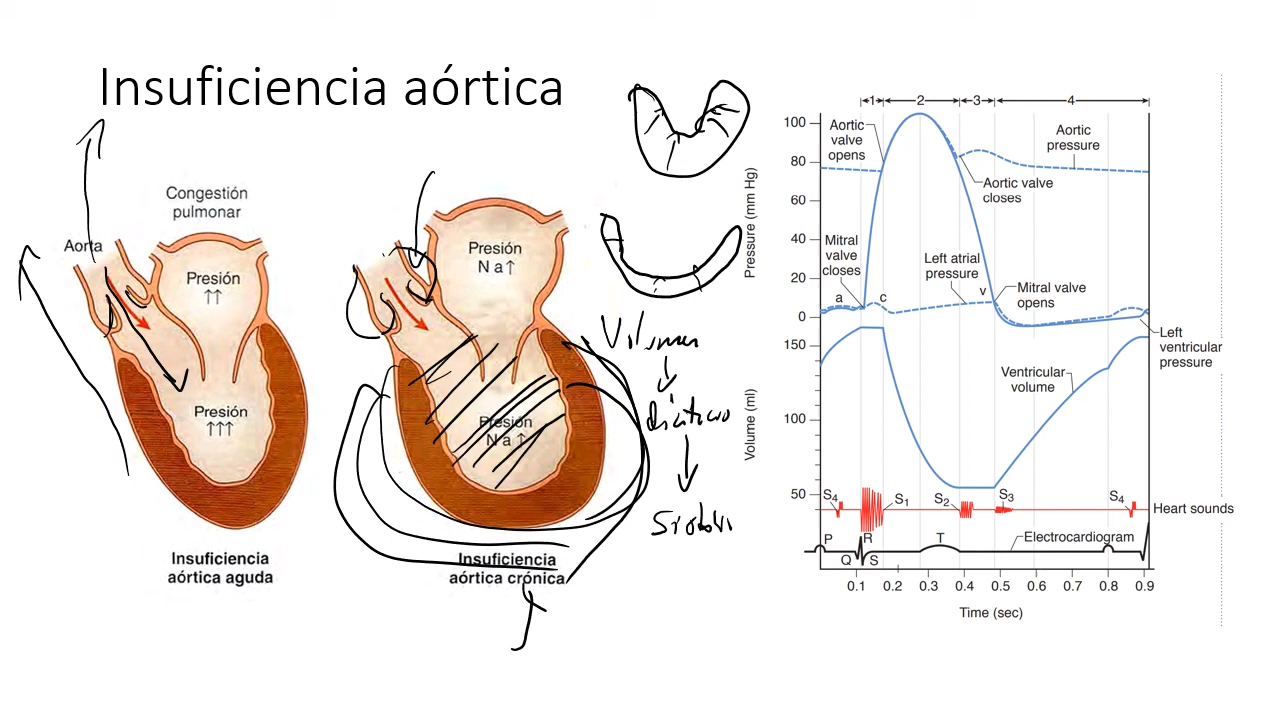 Insuficiencia aórtica
Congestión
pulmonar
Aorta
Presión
↑↑
Presión
↑↑↑
Insuficiencia
aórtica aguda
Presión
N a ↑
Presión
N a ↑
Insuficiencia
aórtica crónica
Volumen
1
2
3
4
Pressure (mm Hg)
100
80
60
40
20
0
Aortic
valve
opens
Aortic
pressure
Aortic valve
closes
Mitral
valve
closes
Left atrial
pressure
a
c
v
Mitral valve
opens
Left
ventricular
pressure
Volume (ml)
150
100
50
Ventricular
volume
S4
S1
S2
S3
S4
Heart sounds
P
R
T
Electrocardiogram
Q
S
0.1 0.2 0.3 0.4 0.5 0.6 0.7 0.8 0.9
Time (sec)